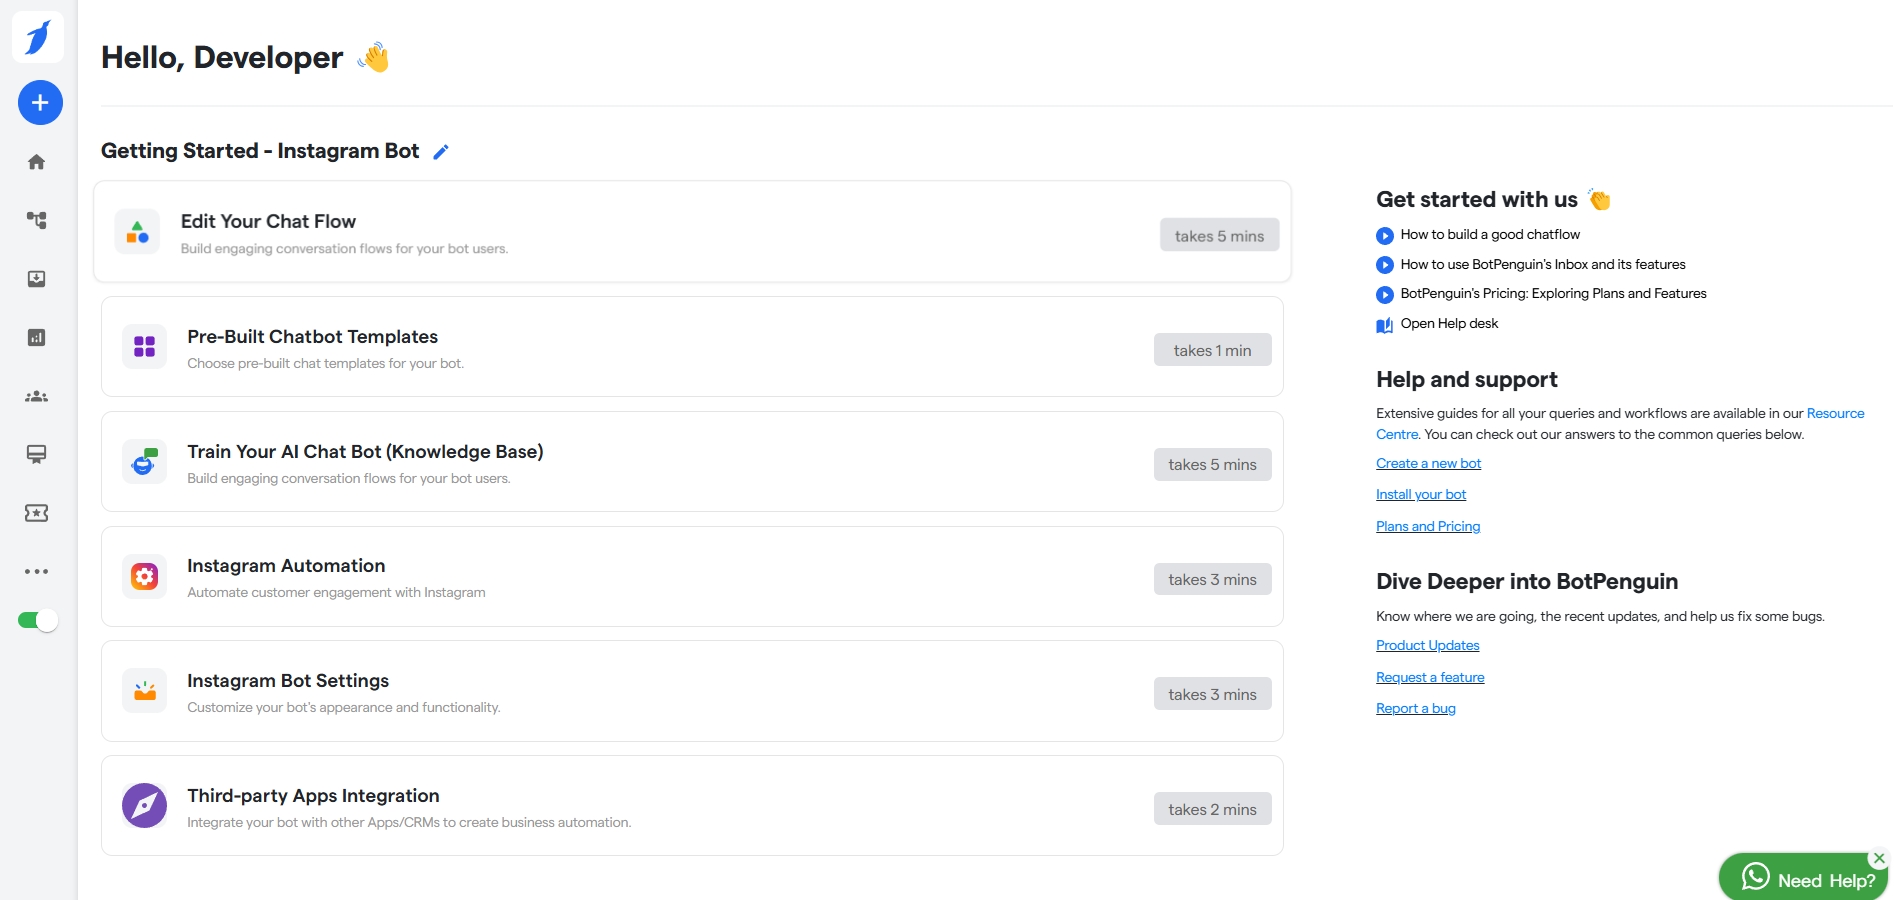 Hello, Developer
Getting Started - Instagram Bot
Edit Your Chat Flow
Build engaging conversation flows for your bot users.
takes 5 mins
Pre-Built Chatbot Templates
Choose pre-built chat templates for your bot.
takes 1 min
Train Your AI Chat Bot (Knowledge Base)
Build engaging conversation flows for your bot users.
takes 5 mins
Instagram Automation
Automate customer engagement with Instagram
takes 3 mins
Instagram Bot Settings
Customize your bot's appearance and functionality.
takes 3 mins
Third-party Apps Integration
Integrate your bot with other Apps/CRMs to create business automation.
takes 2 mins
Get started with us
How to build a good chatflow
How to use BotPenguin's Inbox and its features
BotPenguin's Pricing: Exploring Plans and Features
Open Help desk
Help and support
Extensive guides for all your queries and workflows are available in our Resource
Centre. You can check out our answers to the common queries below.
Create a new bot
Install your bot
Plans and Pricing
Dive Deeper into BotPenguin
Know where we are going, the recent updates, and help us fix some bugs.
Product Updates
Request a feature
Report a bug
Need Help?